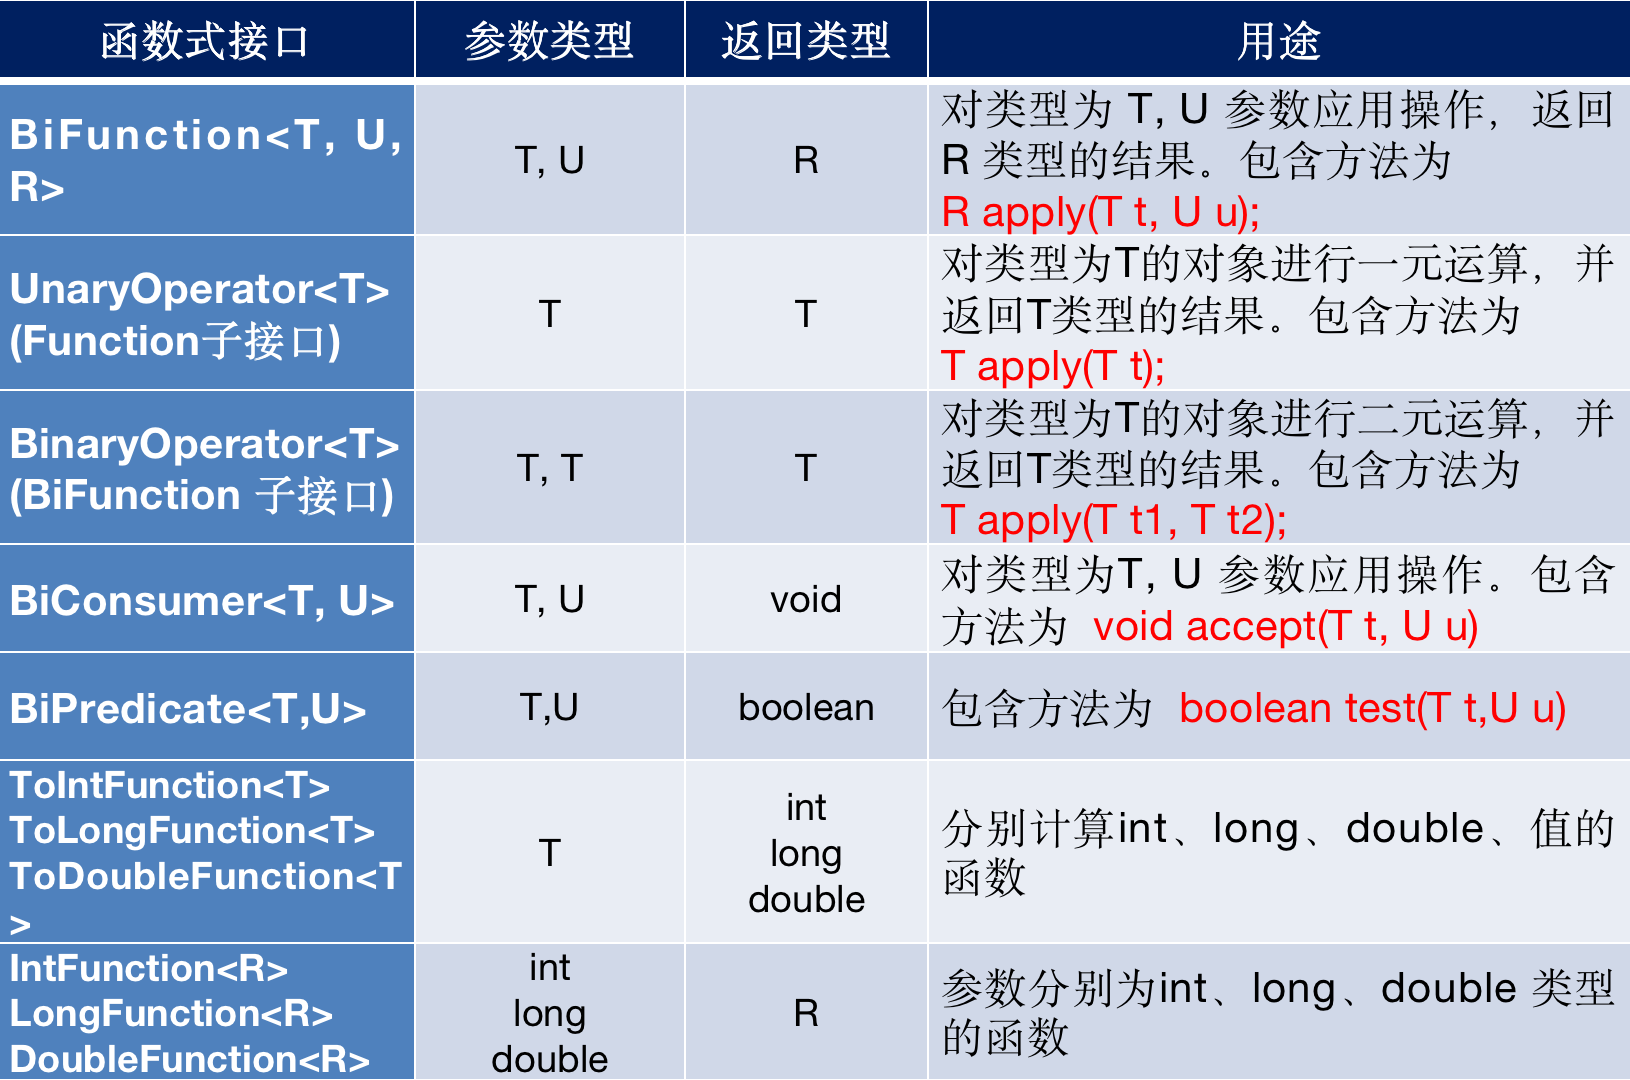 函数式接口 参数类型 返回类型 用途
BiFunction<T, U,
R>
T, U
R
对类型为 T, U 参数应用操作，返回
R 类型的结果。包含方法为
R apply(T t, U u);
UnaryOperator<T>
(Function子接口)
T
T
对类型为T的对象进行一元运算，并
返回T类型的结果。包含方法为
T apply(T t);
BinaryOperator<T>
(BiFunction 子接口)
T, T
T
对类型为T的对象进行二元运算，并
返回T类型的结果。包含方法为
T apply(T t1, T t2);
BiConsumer<T, U>
T, U
void
对类型为T, U 参数应用操作。包含
方法为 void accept(T t, U u)
BiPredicate<T,U>
T,U
boolean
包含方法为 boolean test(T t,U u)
ToIntFunction<T>
ToLongFunction<T>
ToDoubleFunction<T
>
T
int
long
double
分别计算int、long、double、值的
函数
IntFunction<R>
LongFunction<R>
DoubleFunction<R>
int
long
double
R
参数分别为int、long、double 类型
的函数